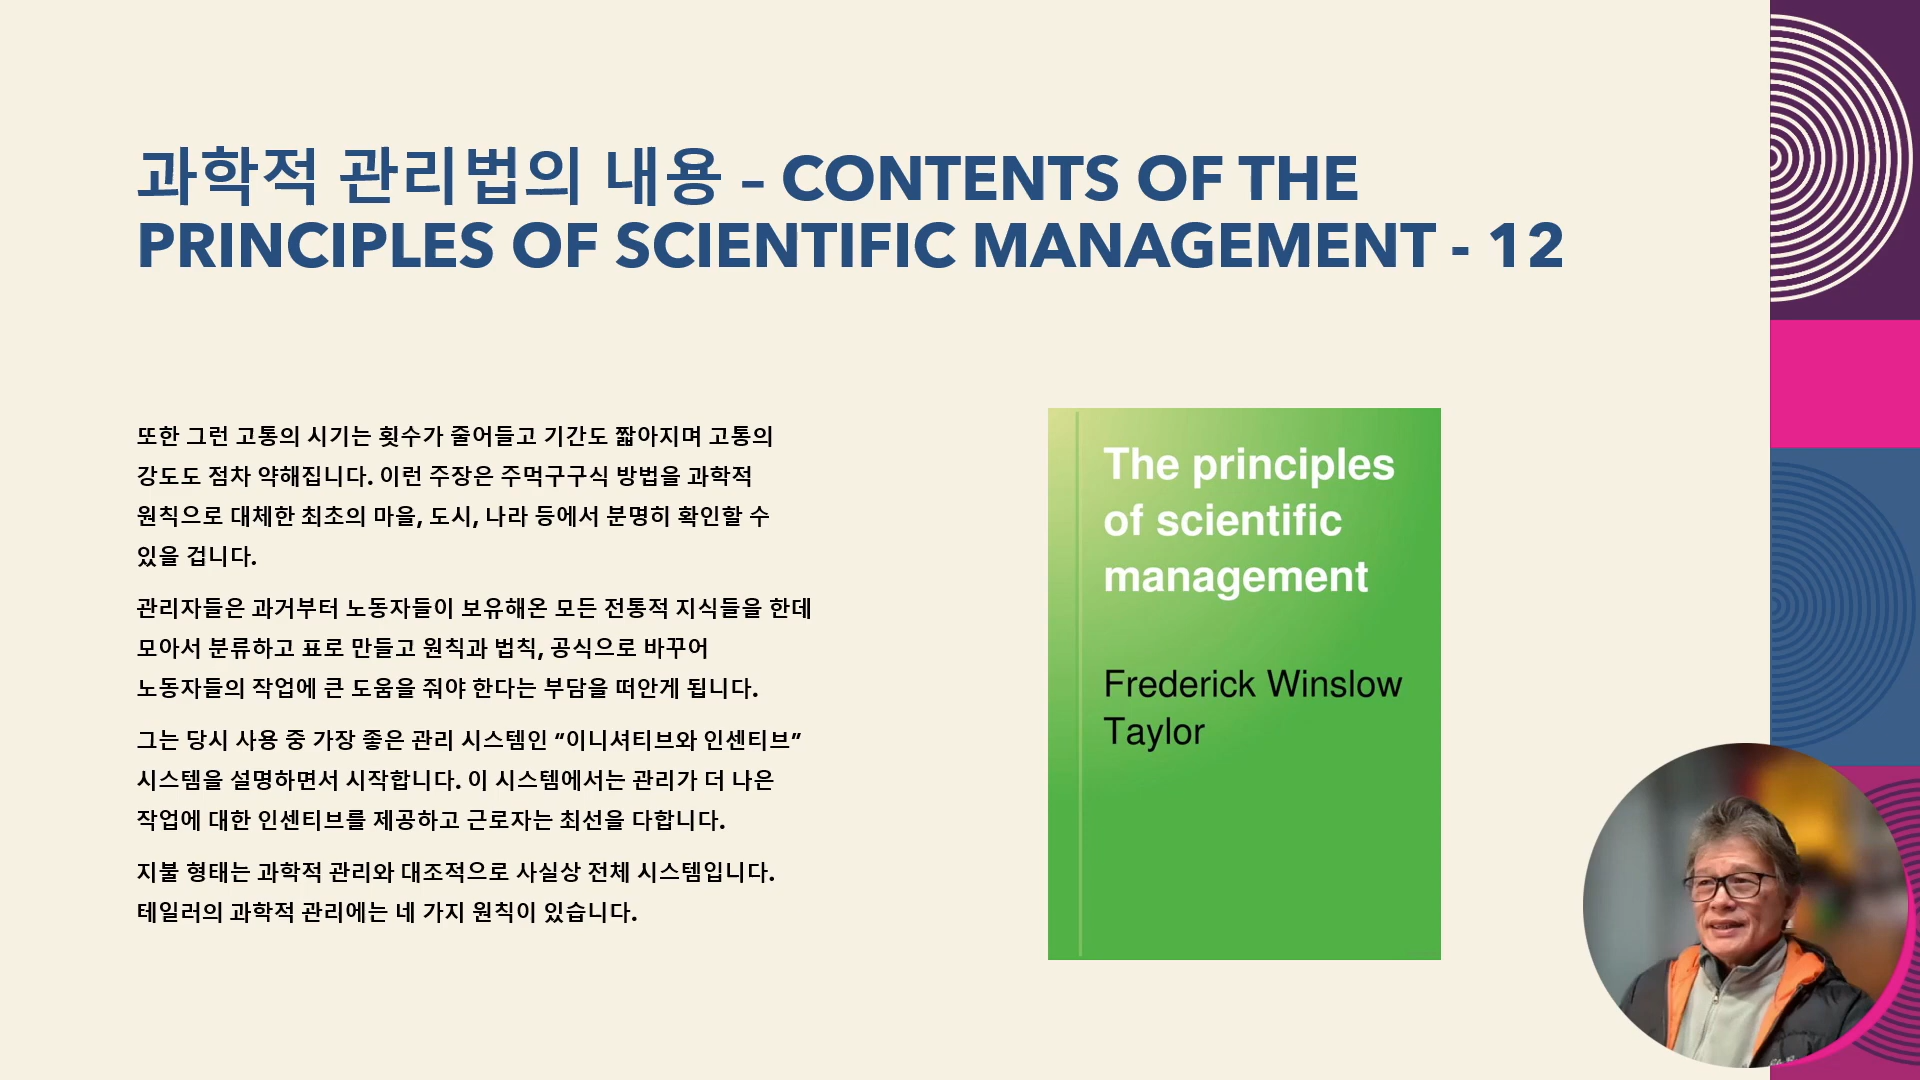 과학적 관리법의 내용 – CONTENTS OF THE
PRINCIPLES OF SCIENTIFIC MANAGEMENT - 12
또한 그런 고통의 시기는 횟수가 줄어들고 기간도 짧아지며 고통의
강도도 점차 약해집니다. 이런 주장은 주먹구구식 방법을 과학적
원칙으로 대체한 최초의 마을, 도시, 나라 등에서 분명히 확인할 수
있을 겁니다.
관리자들은 과거부터 노동자들이 보유해온 모든 전통적 지식들을 한데
모아서 분류하고 표로 만들고 원칙과 법칙, 공식으로 바꾸어
노동자들의 작업에 큰 도움을 줘야 한다는 부담을 떠안게 됩니다.
그는 당시 사용 중 가장 좋은 관리 시스템인 “이니셔티브와 인센티브”
시스템을 설명하면서 시작합니다. 이 시스템에서는 관리가 더 나은
작업에 대한 인센티브를 제공하고 근로자는 최선을 다합니다.
지불 형태는 과학적 관리와 대조적으로 사실상 전체 시스템입니다.
테일러의 과학적 관리에는 네 가지 원칙이 있습니다.
The principles
of scientific
management
Frederick Winslow
Taylor